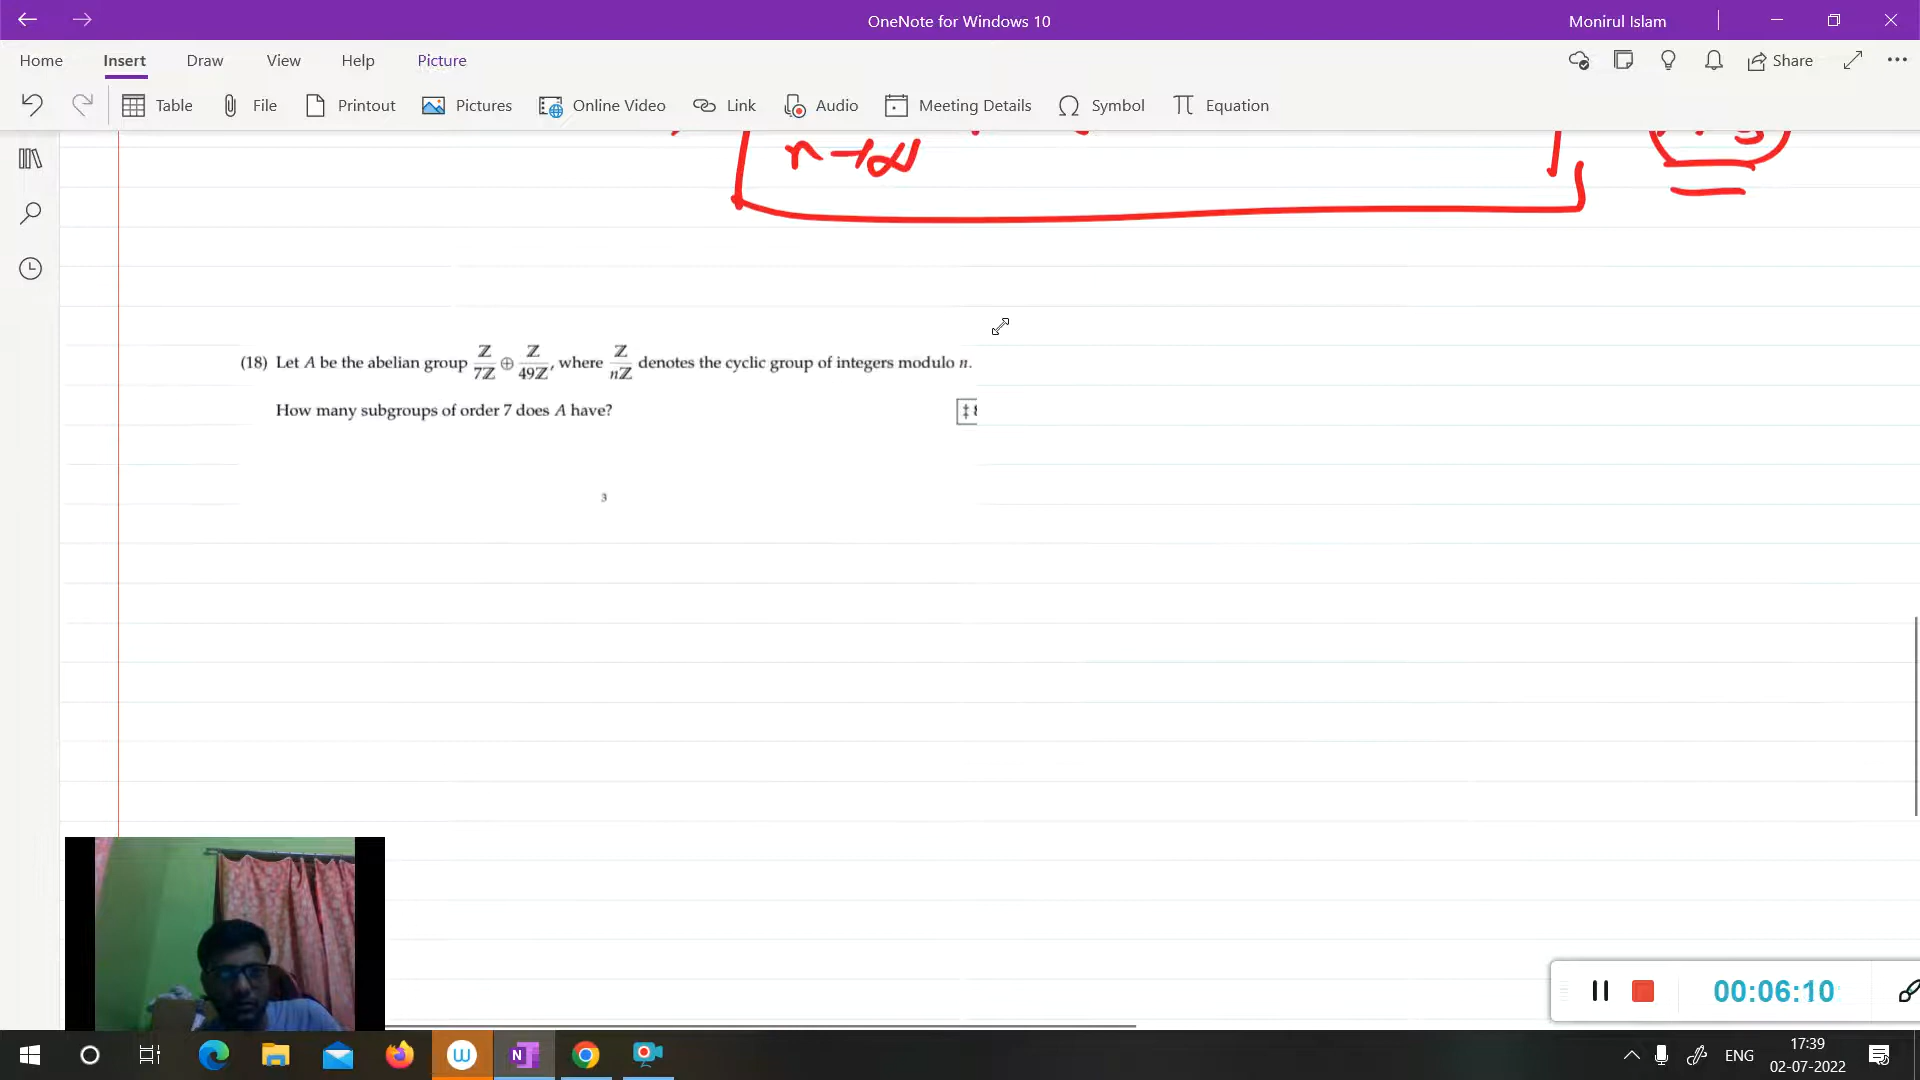 OneNote for Windows 10
Monirul Islam
Home
Insert
Draw
View
Help
Picture
Share
Table
File
Printout
Pictures
Online Video
Link
Audio
Meeting Details
Symbol
Equation
n→∞
(18) Let A be the abelian group ℤ/7ℤ ⊕ ℤ/49ℤ, where ℤ/nℤ denotes the cyclic group of integers modulo n.
How many subgroups of order 7 does A have?
‡ 8
3
00:06:10
W
N
ENG
17:39
02-07-2022